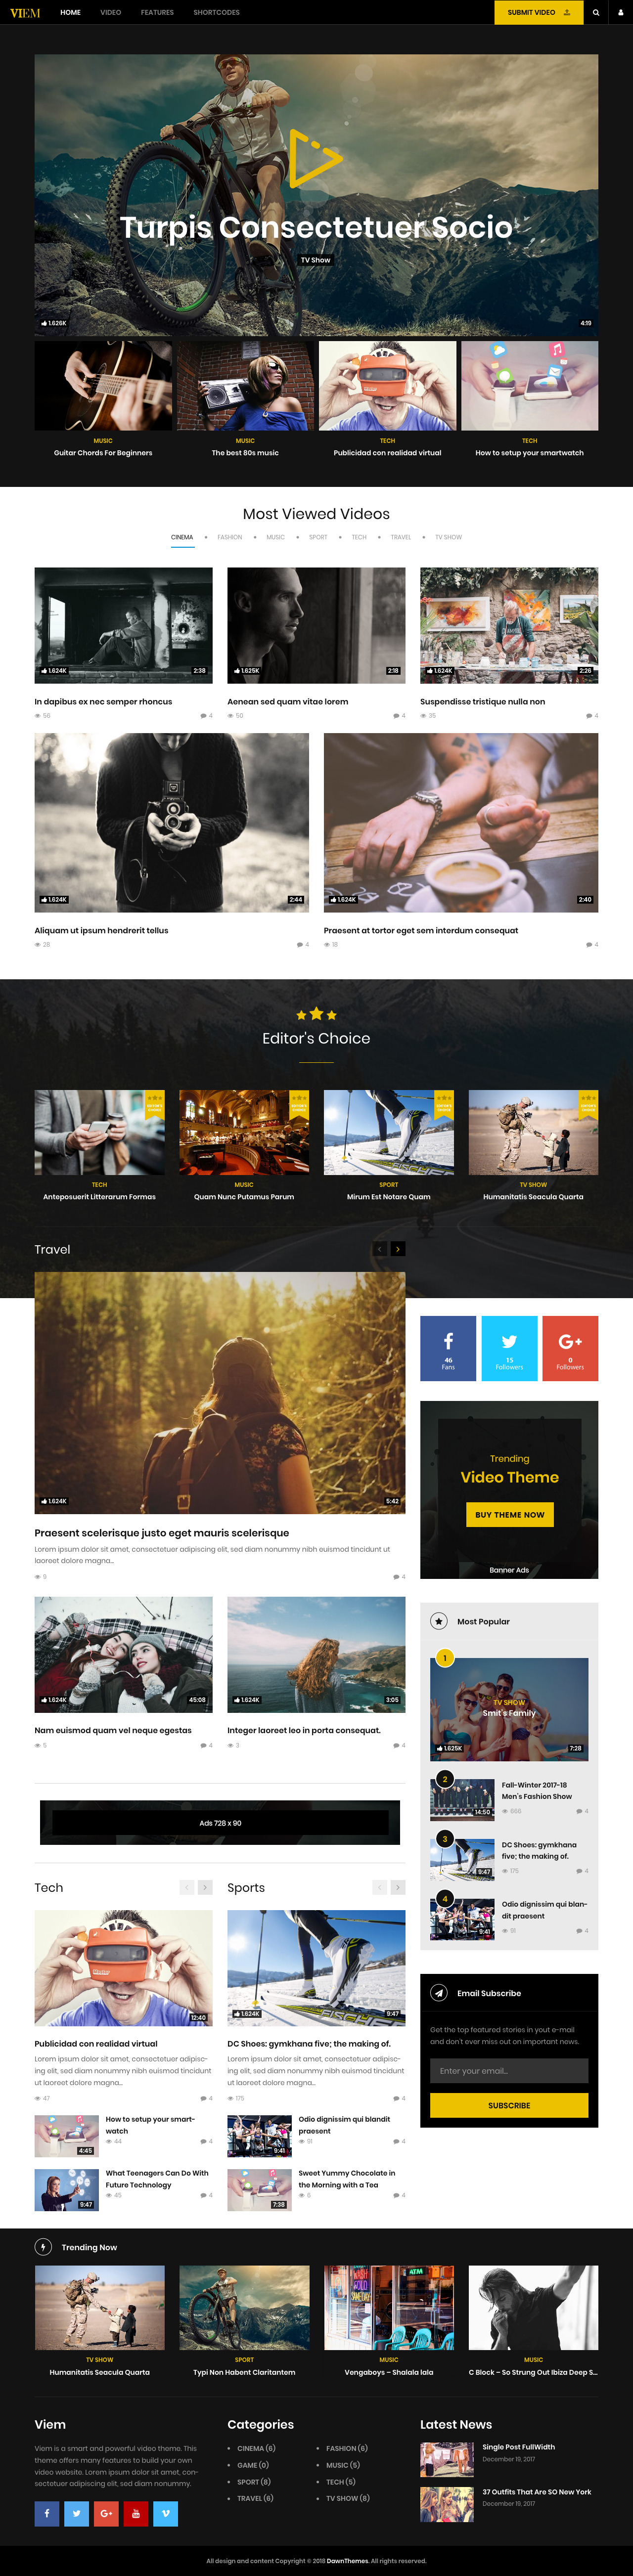 VIEM
HOME
VIDEO
FEATURES
SHORTCODES
SUBMIT VIDEO
Turpis Consectetuer Socio
TV Show
1.626K
4:19
MUSIC
Guitar Chords For Beginners
MUSIC
The best 80s music
TECH
Publicidad con realidad virtual
TECH
How to setup your smartwatch
Most Viewed Videos
CINEMA • FASHION • MUSIC • SPORT • TECH • TRAVEL • TV SHOW
1.624K
2:38
In dapibus ex nec semper rhoncus
56
4
1.625K
2:18
Aenean sed quam vitae lorem
50
4
1.624K
2:28
Suspendisse tristique nulla non
35
4
1.624K
2:44
Aliquam ut ipsum hendrerit tellus
28
4
1.624K
2:40
Praesent at tortor eget sem interdum consequat
18
4
Editor's Choice
TECH
Anteposuerit Litterarum Formas
MUSIC
Quam Nunc Putamus Parum
SPORT
Mirum Est Notare Quam
TV SHOW
Humanitatis Seacula Quarta
Travel
1.624K
5:42
Praesent scelerisque justo eget mauris scelerisque
Lorem ipsum dolor sit amet, consectetuer adipiscing elit, sed diam nonummy nibh euismod tincidunt ut
laoreet dolore magna...
9
4
1.624K
45:08
Nam euismod quam vel neque egestas
5
4
1.624K
3:05
Integer laoreet leo in porta consequat.
3
4
Ads 728 x 90
Tech
12:40
Publicidad con realidad virtual
Lorem ipsum dolor sit amet, consectetuer adipisc-
ing elit, sed diam nonummy nibh euismod tincidunt
ut laoreet dolore magna...
47
4
4:45
How to setup your smart-
watch
44
4
9:47
What Teenagers Can Do With
Future Technology
45
4
Sports
1.624K
9:47
DC Shoes: gymkhana five; the making of.
Lorem ipsum dolor sit amet, consectetuer adipisc-
ing elit, sed diam nonummy nibh euismod tincidunt
ut laoreet dolore magna...
175
4
9:41
Odio dignissim qui blandit
praesent
91
4
7:38
Sweet Yummy Chocolate in
the Morning with a Tea
6
4
46
Fans
15
Followers
0
Followers
Trending
Video Theme
BUY THEME NOW
Banner Ads
Most Popular
1
TV SHOW
Smit's Family
1.625K
7:28
2
14:50
Fall-Winter 2017-18
Men's Fashion Show
666
4
3
9:47
DC Shoes: gymkhana
five; the making of.
175
4
4
9:41
Odio dignissim qui blan-
dit praesent
91
4
Email Subscribe
Get the top featured stories in yout e-mail
and don't ever miss out on important news.
Enter your email...
SUBSCRIBE
Trending Now
TV SHOW
Humanitatis Seacula Quarta
SPORT
Typi Non Habent Claritantem
ATM
MUSIC
Vengaboys – Shalala lala
MUSIC
C Block – So Strung Out Ibiza Deep S...
Viem
Viem is a smart and powerful video theme. This
theme offers many features to build your own
video website. Lorem ipsum dolor sit amet, con-
sectetuer adipiscing elit, sed diam nonummy.
Categories
CINEMA (6)
GAME (0)
SPORT (8)
TRAVEL (6)
FASHION (6)
MUSIC (5)
TECH (5)
TV SHOW (8)
Latest News
Single Post FullWidth
December 19, 2017
37 Outfits That Are SO New York
December 19, 2017
All design and content Copyright © 2018 DawnThemes. All rights reserved.